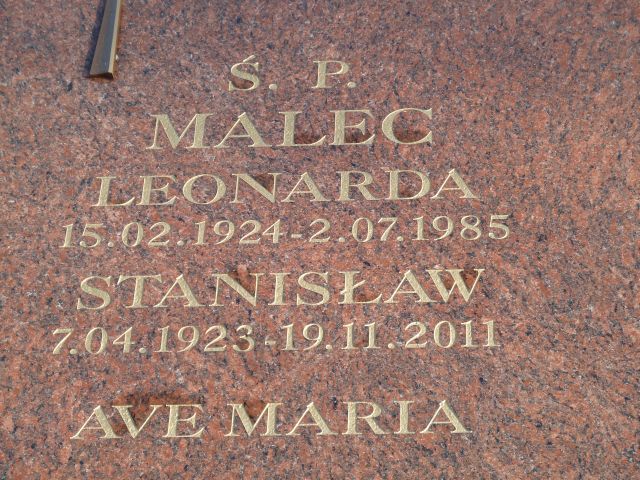 Ś. P.
MALEC
LEONARDA
15.02.1924-2.07.1985
STANISŁAW
7.04.1923-19.11.2011
AVE MARIA